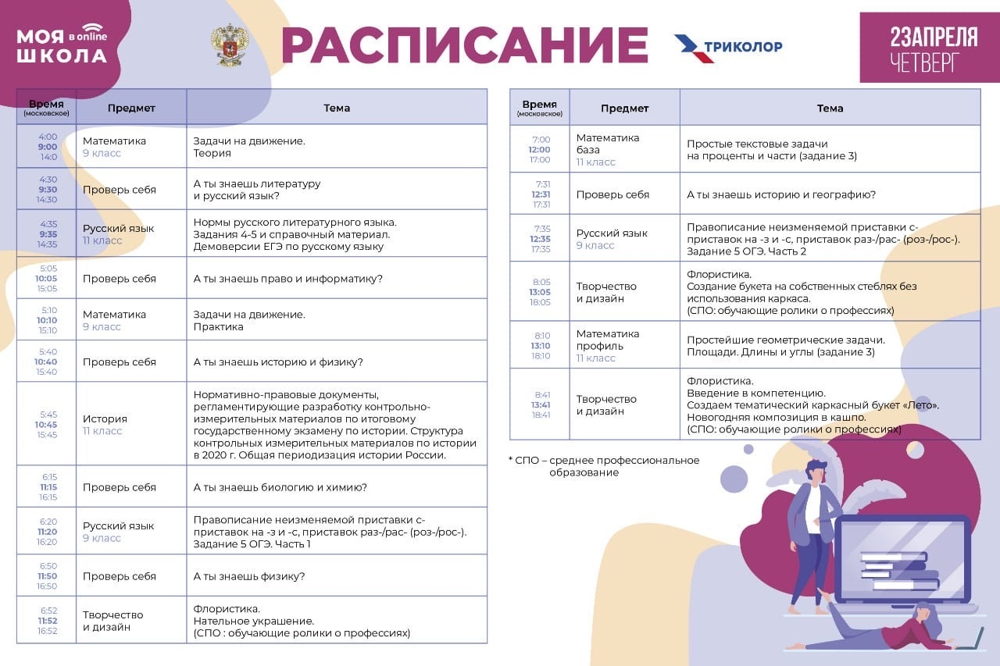 МОЯ в online
ШКОЛА
РАСПИСАНИЕ
ТРИКОЛОР
23АПРЕЛЯ
ЧЕТВЕРГ
Время
(московское)
Предмет
Тема
4:00
9:00
14:0
Математика
9 класс
Задачи на движение.
Теория
4:30
9:30
14:30
Проверь себя
А ты знаешь литературу
и русский язык?
4:35
9:35
14:35
Русский язык
11 класс
Нормы русского литературного языка.
Задания 4-5 и справочный материал.
Демоверсии ЕГЭ по русскому языку
5:05
10:05
15:05
Проверь себя
А ты знаешь право и информатику?
5:10
10:10
15:10
Математика
9 класс
Задачи на движение.
Практика
5:40
10:40
15:40
Проверь себя
А ты знаешь историю и физику?
5:45
10:45
15:45
История
11 класс
Нормативно-правовые документы,
регламентирующие разработку контрольно-
измерительных материалов по итоговому
государственному экзамену по истории. Структура
контрольных измерительных материалов по истории
в 2020 г. Общая периодизация истории России.
6:15
11:15
16:15
Проверь себя
А ты знаешь биологию и химию?
6:20
11:20
16:20
Русский язык
9 класс
Правописание неизменяемой приставки с-
приставок на -з и -с, приставок раз-/рас- (роз-/рос-).
Задание 5 ОГЭ. Часть 1
6:50
11:50
16:50
Проверь себя
А ты знаешь физику?
6:52
11:52
16:52
Творчество
и дизайн
Флористика.
Нательное украшение.
(СПО : обучающие ролики о профессиях)
Время
(московское)
Предмет
Тема
7:00
12:00
17:00
Математика
база
11 класс
Простые текстовые задачи
на проценты и части (задание 3)
7:31
12:31
17:31
Проверь себя
А ты знаешь историю и географию?
7:35
12:35
17:35
Русский язык
9 класс
Правописание неизменяемой приставки с-
приставок на -з и -с, приставок раз-/рас- (роз-/рос-).
Задание 5 ОГЭ. Часть 2
8:05
13:05
18:05
Творчество
и дизайн
Флористика.
Создание букета на собственных стеблях без
использования каркаса.
(СПО: обучающие ролики о профессиях)
8:10
13:10
18:10
Математика
профиль
11 класс
Простейшие геометрические задачи.
Площади. Длины и углы (задание 3)
8:41
13:41
18:41
Творчество
и дизайн
Флористика.
Введение в компетенцию.
Создаем тематический каркасный букет «Лето».
Новогодняя композиция в кашпо.
(СПО: обучающие ролики о профессиях)
* СПО – среднее профессиональное
образование